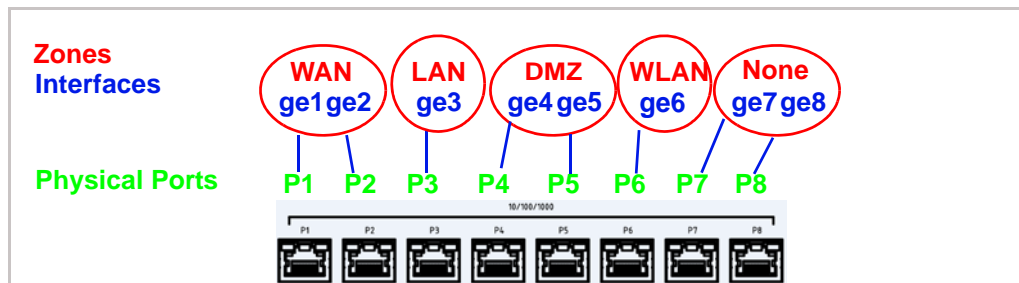 Zones
Interfaces
WAN LAN DMZ WLAN None
ge1 ge2 ge3 ge4 ge5 ge6 ge7 ge8
Physical Ports P1 P2 P3 P4 P5 P6 P7 P8
10/100/1000
P1 P2 P3 P4 P5 P6 P7 P8